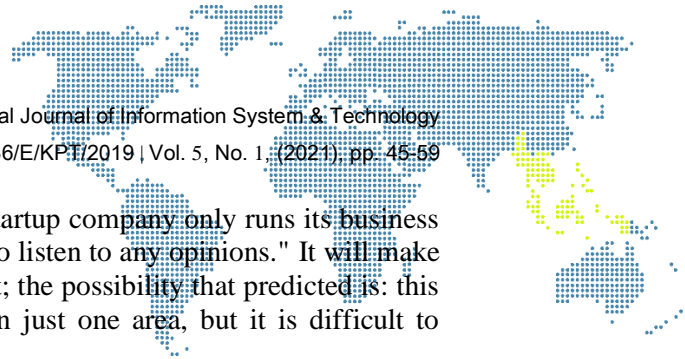 al Journal of Information System & Technology
6/E/KPT/2019 | Vol. 5, No. 1, (2021), pp. 45-59
artup company only runs its business
o listen to any opinions." It will make
; the possibility that predicted is: this
n just one area, but it is difficult to